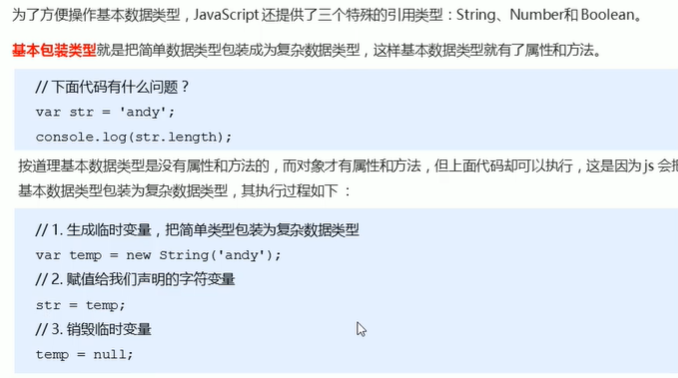 为了方便操作基本数据类型，JavaScript 还提供了三个特殊的引用类型：String、Number和 Boolean。
基本包装类型就是把简单数据类型包装成为复杂数据类型，这样基本数据类型就有了属性和方法。
// 下面代码有什么问题？
var str = 'andy';
console.log(str.length);
按道理基本数据类型是没有属性和方法的，而对象才有属性和方法，但上面代码却可以执行，这是因为 js 会把
基本数据类型包装为复杂数据类型，其执行过程如下：
// 1. 生成临时变量，把简单类型包装为复杂数据类型
var temp = new String('andy');
// 2. 赋值给我们声明的字符变量
str = temp;
// 3. 销毁临时变量
temp = null;